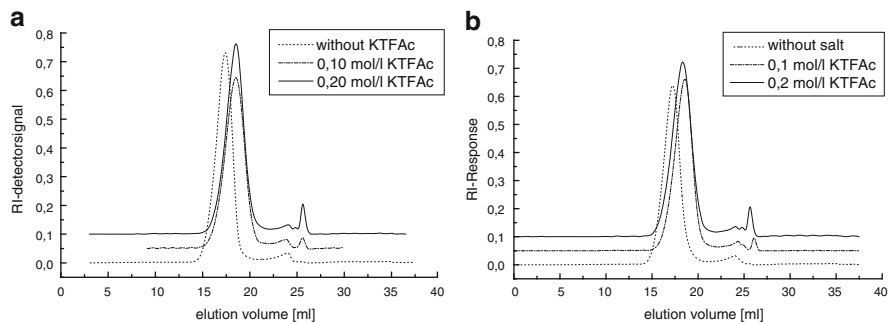 a
without KTFAc
0,10 mol/l KTFAc
0,20 mol/l KTFAc
0,8
0,7
0,6
0,5
0,4
0,3
0,2
0,1
0,0
RI-detectorsignal
0 5 10 15 20 25 30 35 40
elution volume [ml]
b
without salt
0,1 mol/l KTFAc
0,2 mol/l KTFAc
0,8
0,7
0,6
0,5
0,4
0,3
0,2
0,1
0,0
RI-Response
0 5 10 15 20 25 30 35 40
elution volume [ml]